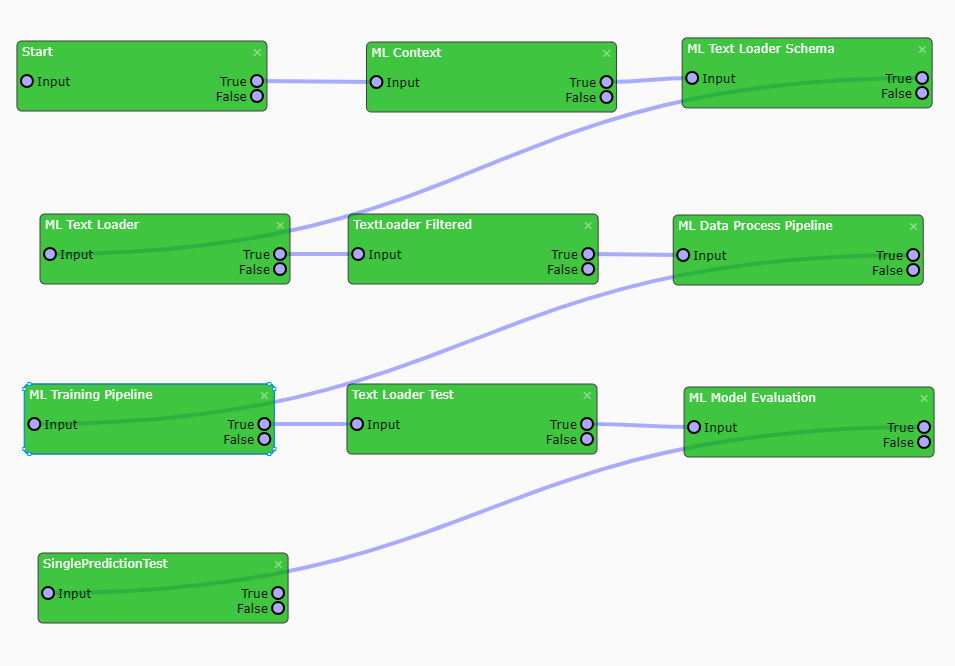 Start ×
Input True
False
ML Context ×
Input True
False
ML Text Loader Schema ×
Input True
False
ML Text Loader ×
Input True
False
TextLoader Filtered ×
Input True
False
ML Data Process Pipeline ×
Input True
False
ML Training Pipeline ×
Input True
False
Text Loader Test ×
Input True
False
ML Model Evaluation ×
Input True
False
SinglePredictionTest ×
Input True
False